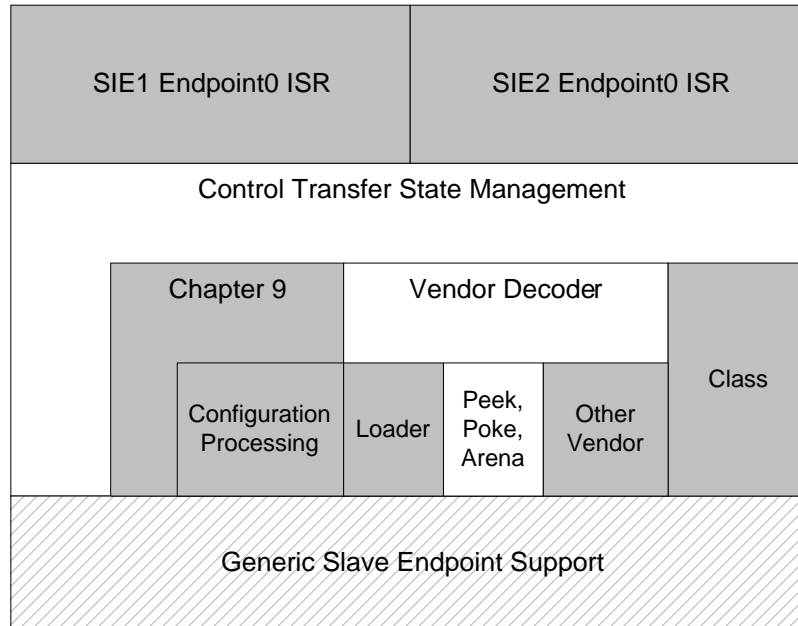 SIE1 Endpoint0 ISR
SIE2 Endpoint0 ISR
Control Transfer State Management
Chapter 9
Vendor Decoder
Class
Configuration
Processing
Loader
Peek,
Poke,
Arena
Other
Vendor
Generic Slave Endpoint Support